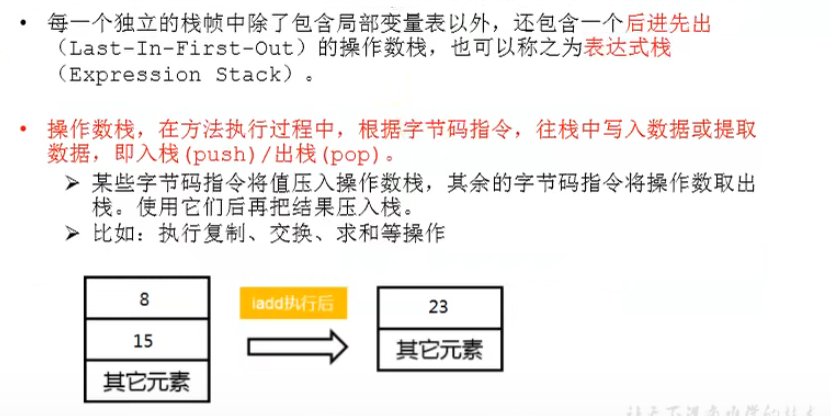 • 每一个独立的栈帧中除了包含局部变量表以外，还包含一个后进先出
（Last-In-First-Out）的操作数栈，也可以称之为表达式栈
（Expression Stack）。
• 操作数栈，在方法执行过程中，根据字节码指令，往栈中写入数据或提取
数据，即入栈(push)/出栈(pop)。
➢ 某些字节码指令将值压入操作数栈，其余的字节码指令将操作数取出
栈。使用它们后再把结果压入栈。
➢ 比如：执行复制、交换、求和等操作
8
15
其它元素
iadd执行后
23
其它元素